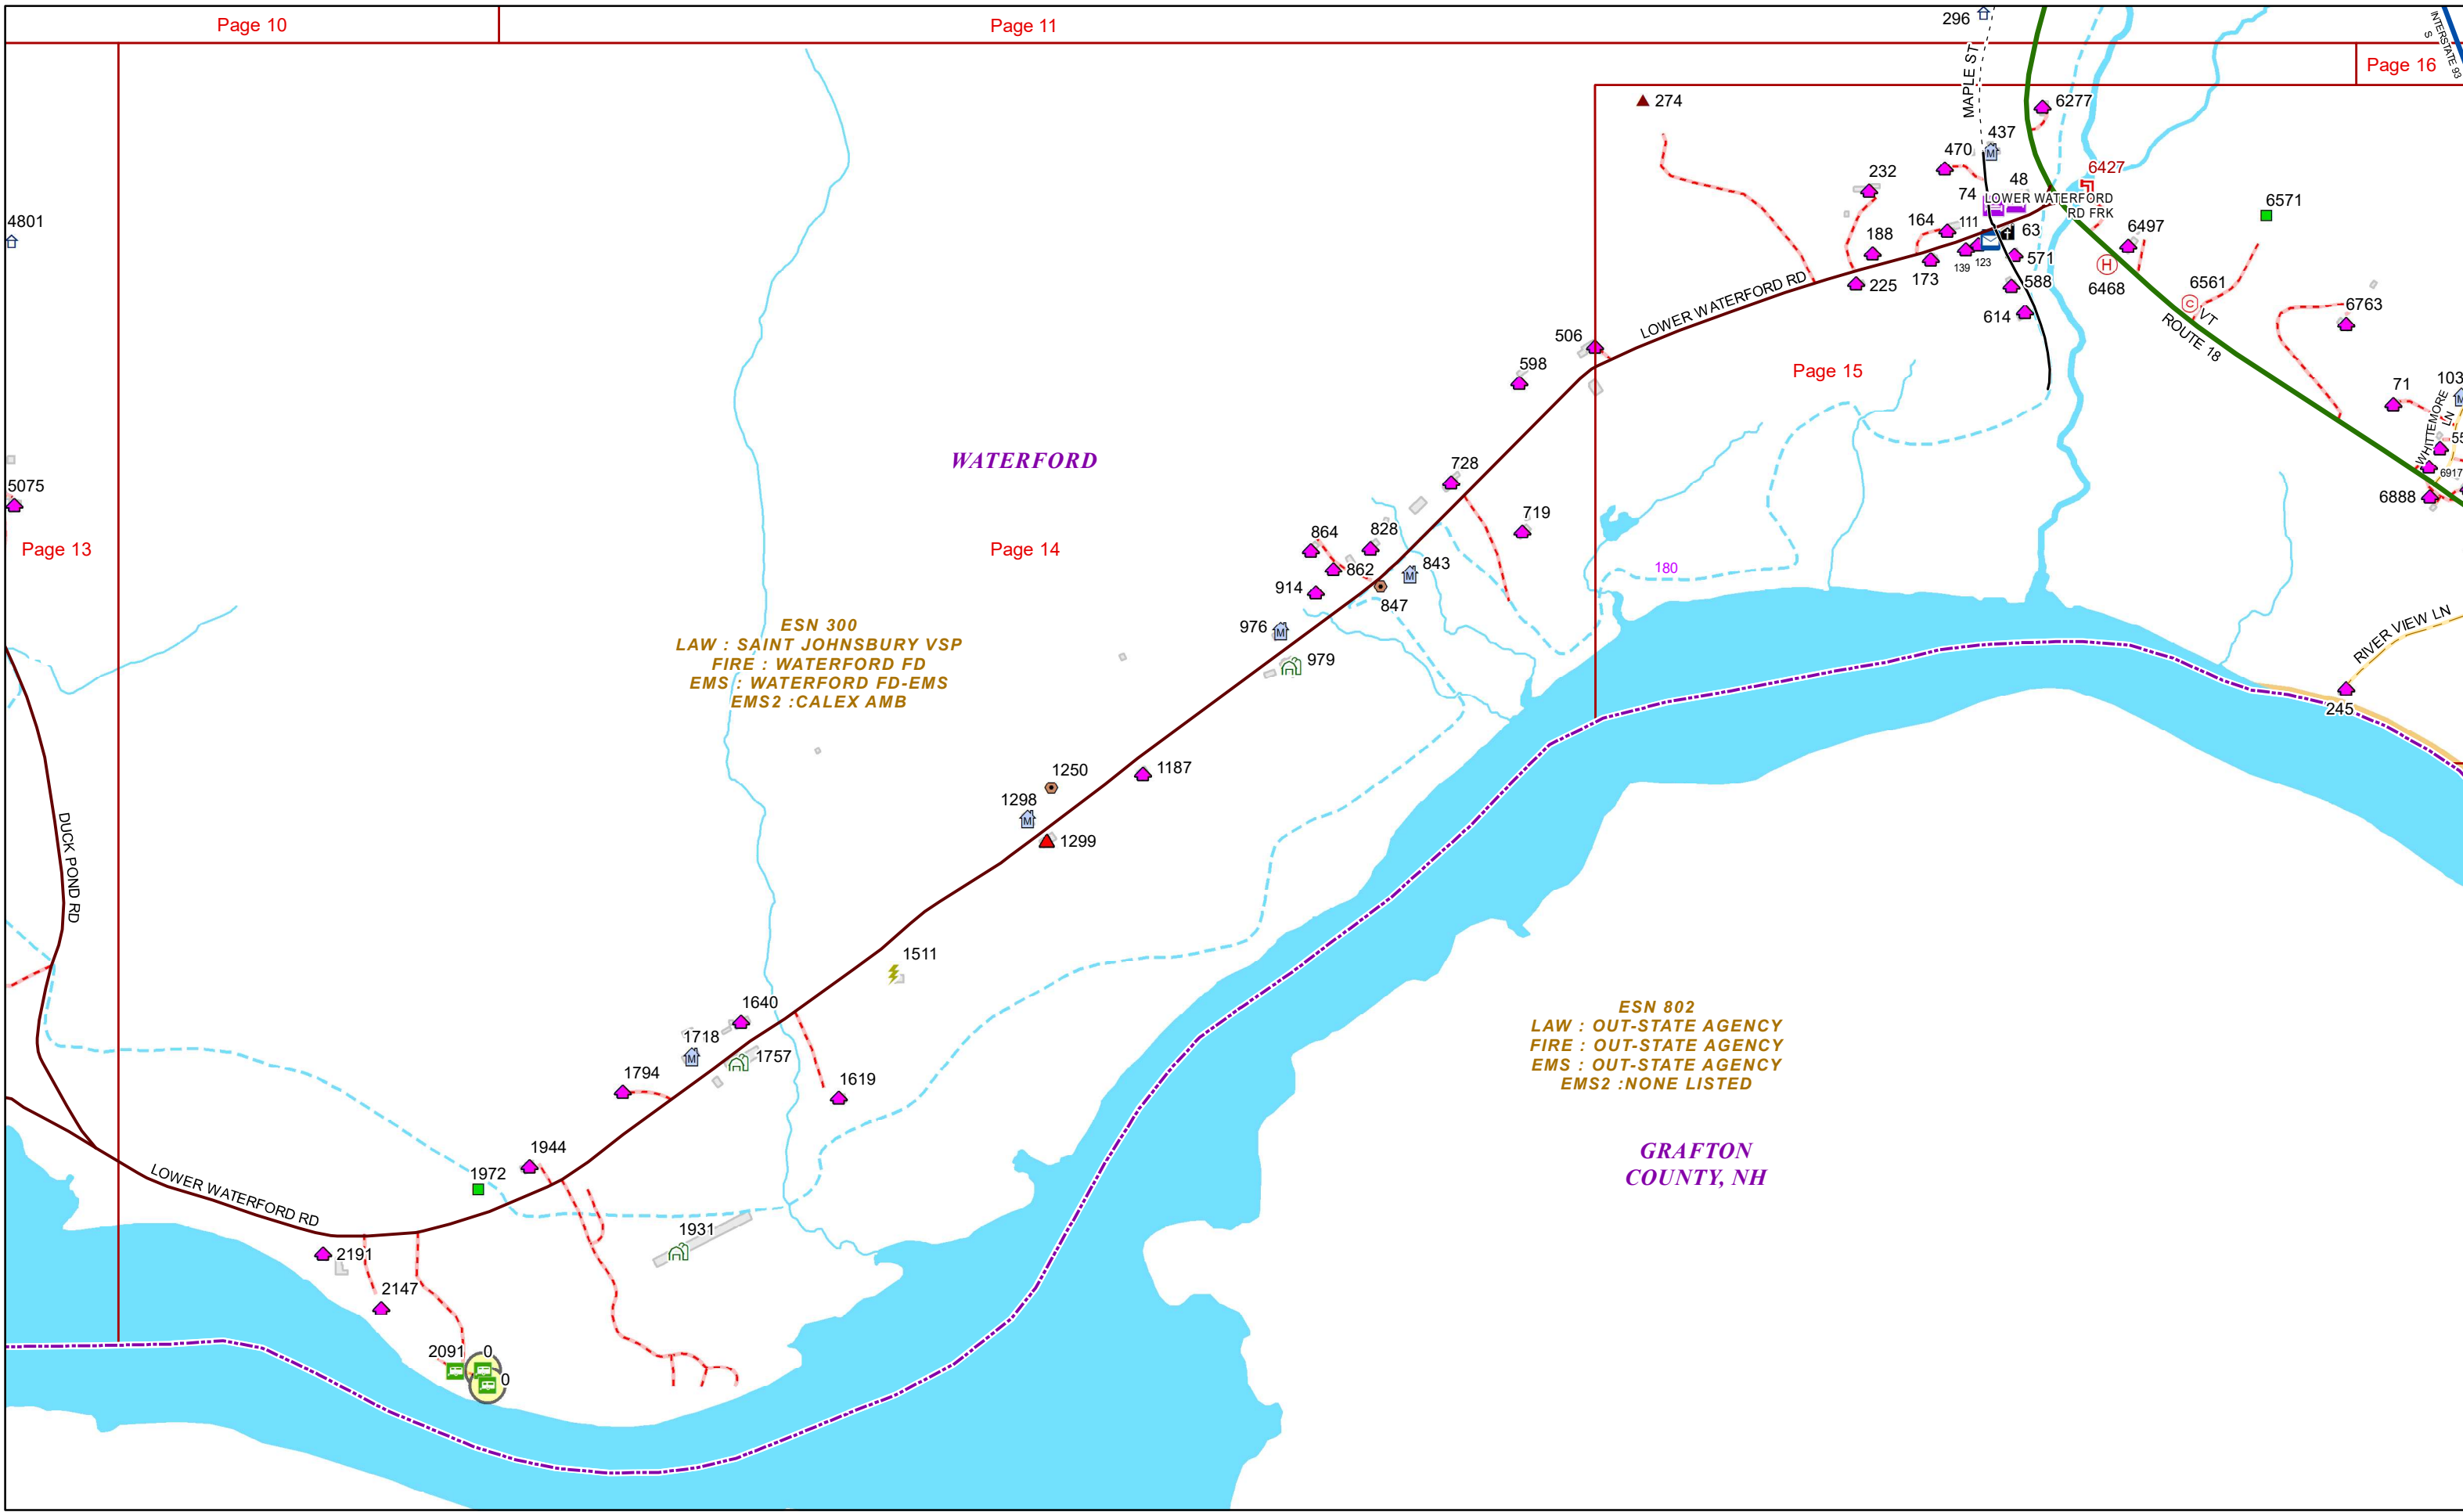 Page 10
Page 11
296
INTERSTATE 93
S
MAPLE ST
Page 16
274
6277
437
470
6427
232
74
48
LOWER WATERFORD
RD FRK
4801
164
111
63
6571
6497
188
139
123
571
173
6468
6561
225
588
LOWER WATERFORD RD
614
VT
ROUTE 18
6763
506
598
Page 15
71
103
WHITTEMORE
LN
55
WATERFORD
728
6917
5075
6888
719
Page 13
Page 14
864
828
862
843
180
914
847
ESN 300
LAW : SAINT JOHNSBURY VSP
FIRE : WATERFORD FD
EMS : WATERFORD FD-EMS
EMS2 :CALEX AMB
976
979
RIVER VIEW LN
245
1250
1187
1298
1299
DUCK POND RD
1511
1640
1718
1757
ESN 802
LAW : OUT-STATE AGENCY
FIRE : OUT-STATE AGENCY
EMS : OUT-STATE AGENCY
EMS2 :NONE LISTED
1794
1619
GRAFTON
COUNTY, NH
1944
1972
LOWER WATERFORD RD
1931
2191
2147
2091
0
0
M
M
M
M
M
M
M
H
C